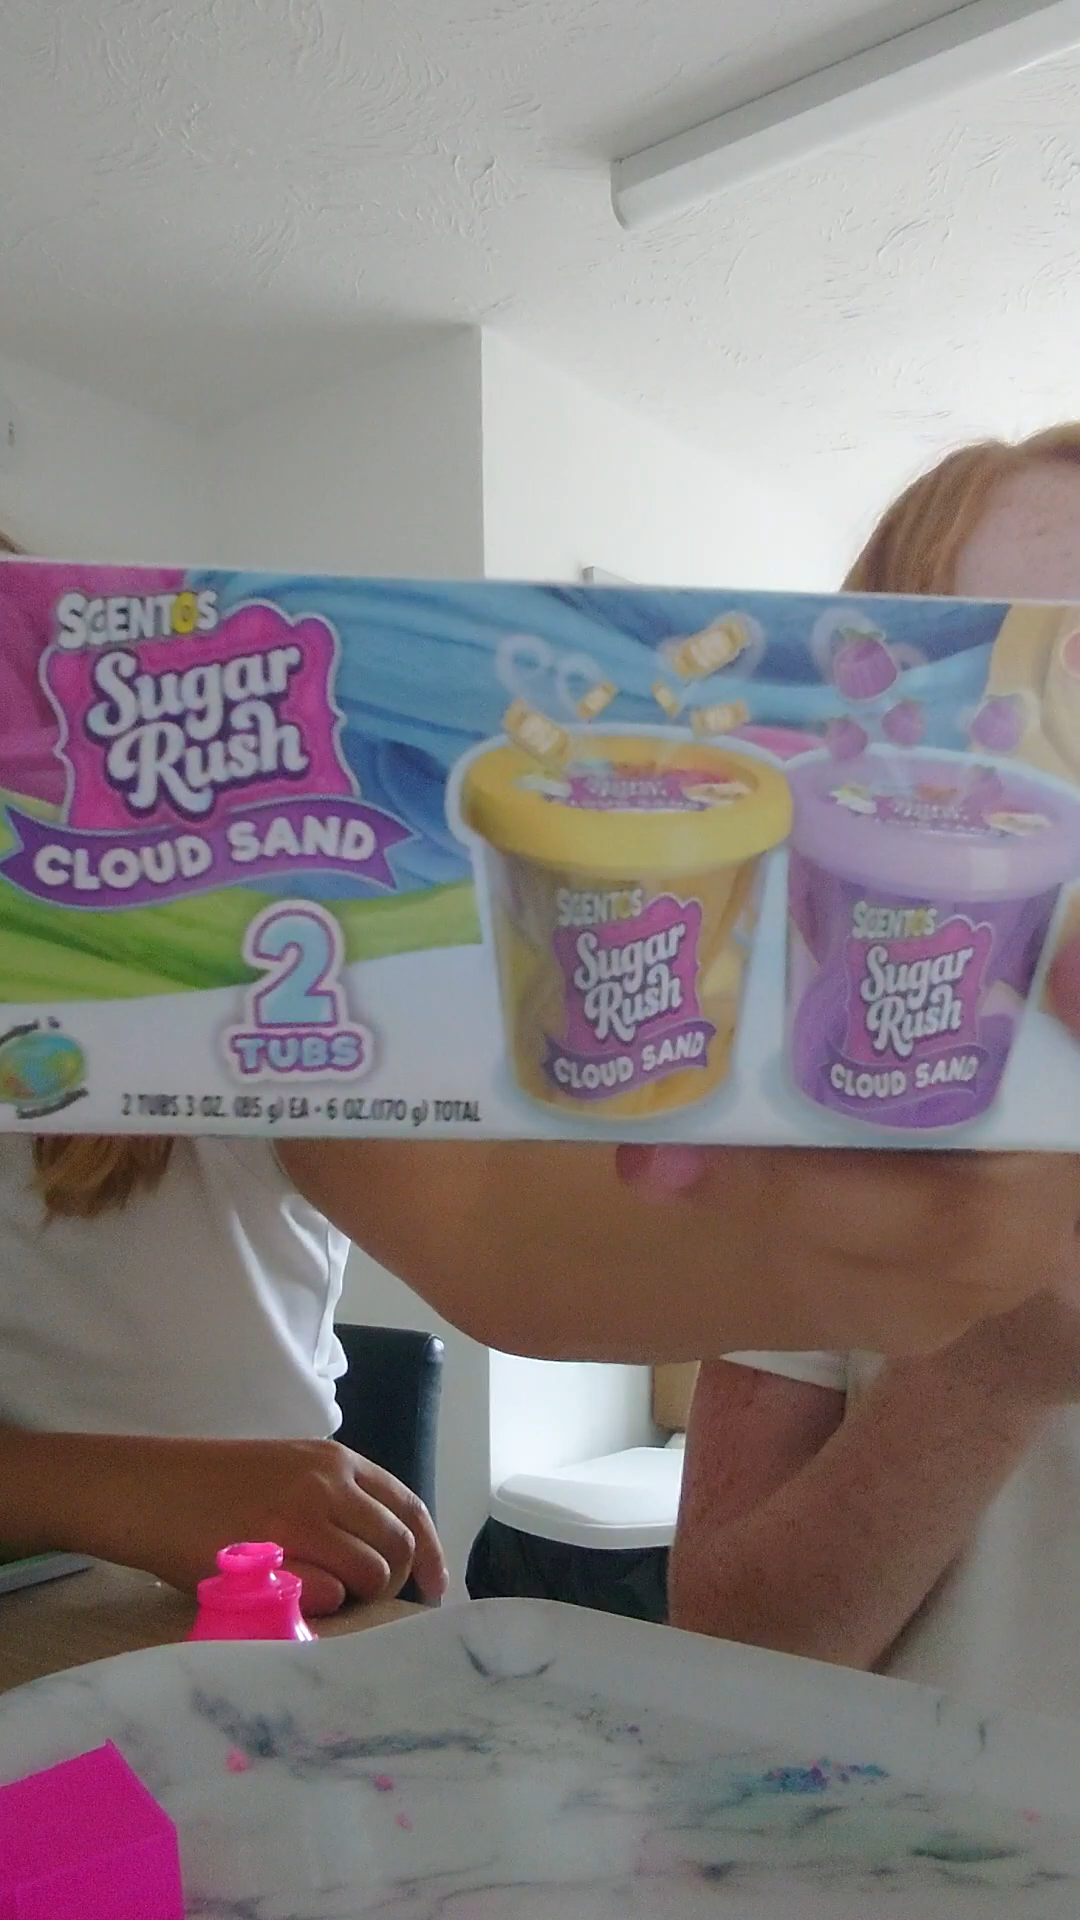 SCENTOS
Sugar
Rush
CLOUD SAND
2
TUBS
2 TUBS 3 OZ. (85 g) EA • 6 OZ.(170 g) TOTAL
SCENTOS
Sugar
Rush
CLOUD SAND
SCENTOS
Sugar
Rush
CLOUD SAND